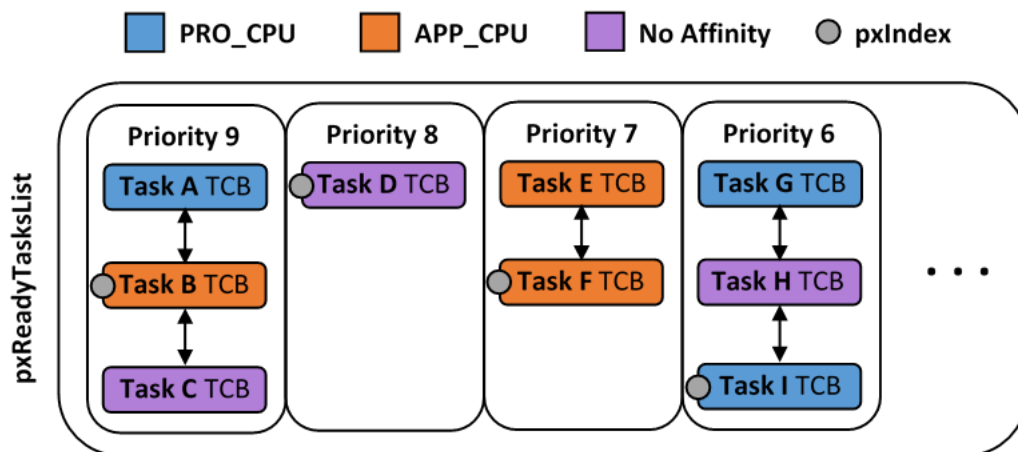 PRO_CPU
APP_CPU
No Affinity
pxIndex
pxReadyTasksList
Priority 9
Task A TCB
Task B TCB
Task C TCB
Priority 8
Task D TCB
Priority 7
Task E TCB
Task F TCB
Priority 6
Task G TCB
Task H TCB
Task I TCB
...